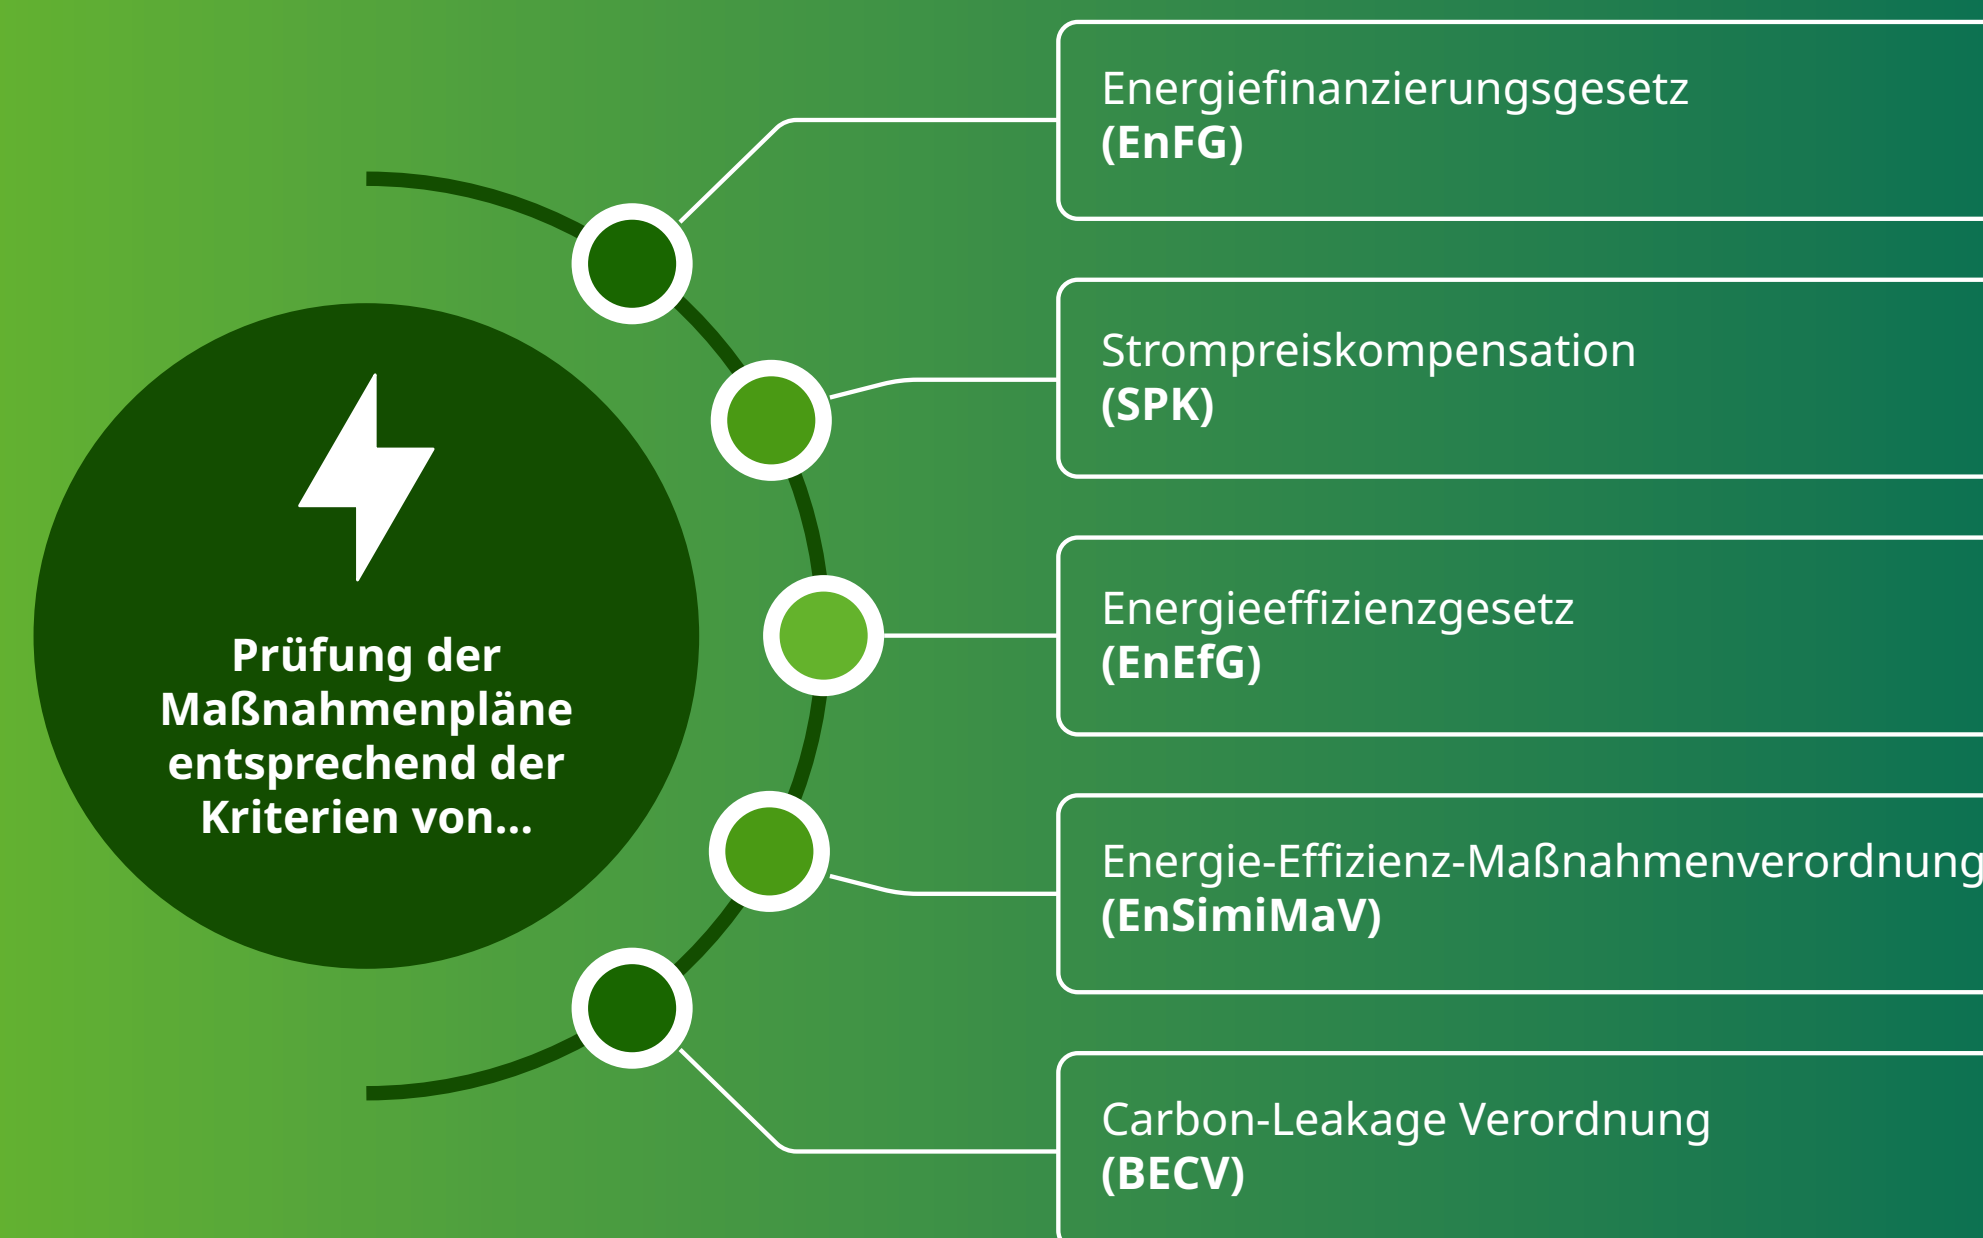 Prüfung der
Maßnahmenpläne
entsprechend der
Kriterien von...
Energiefinanzierungsgesetz
(EnFG)
Strompreiskompensation
(SPK)
Energieeffizienzgesetz
(EnEfG)
Energie-Effizienz-Maßnahmenverordnung
(EnSimiMaV)
Carbon-Leakage Verordnung
(BECV)